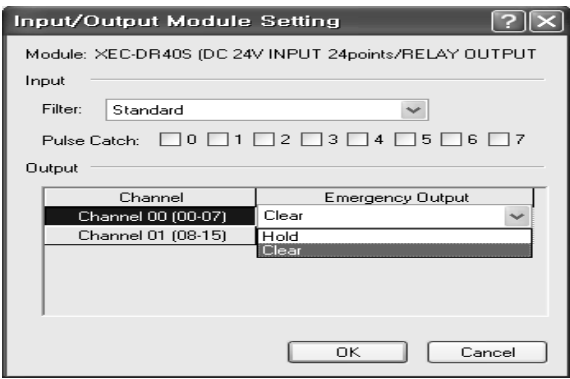 Input/Output Module Setting
Module: XEC-DR40S (DC 24V INPUT 24points/RELAY OUTPUT
Input
Filter: Standard
Pulse Catch: 0 1 2 3 4 5 6 7
Output
Channel Emergency Output
Channel 00 (00-07) Clear
Channel 01 (08-15) Hold
Clear
OK Cancel